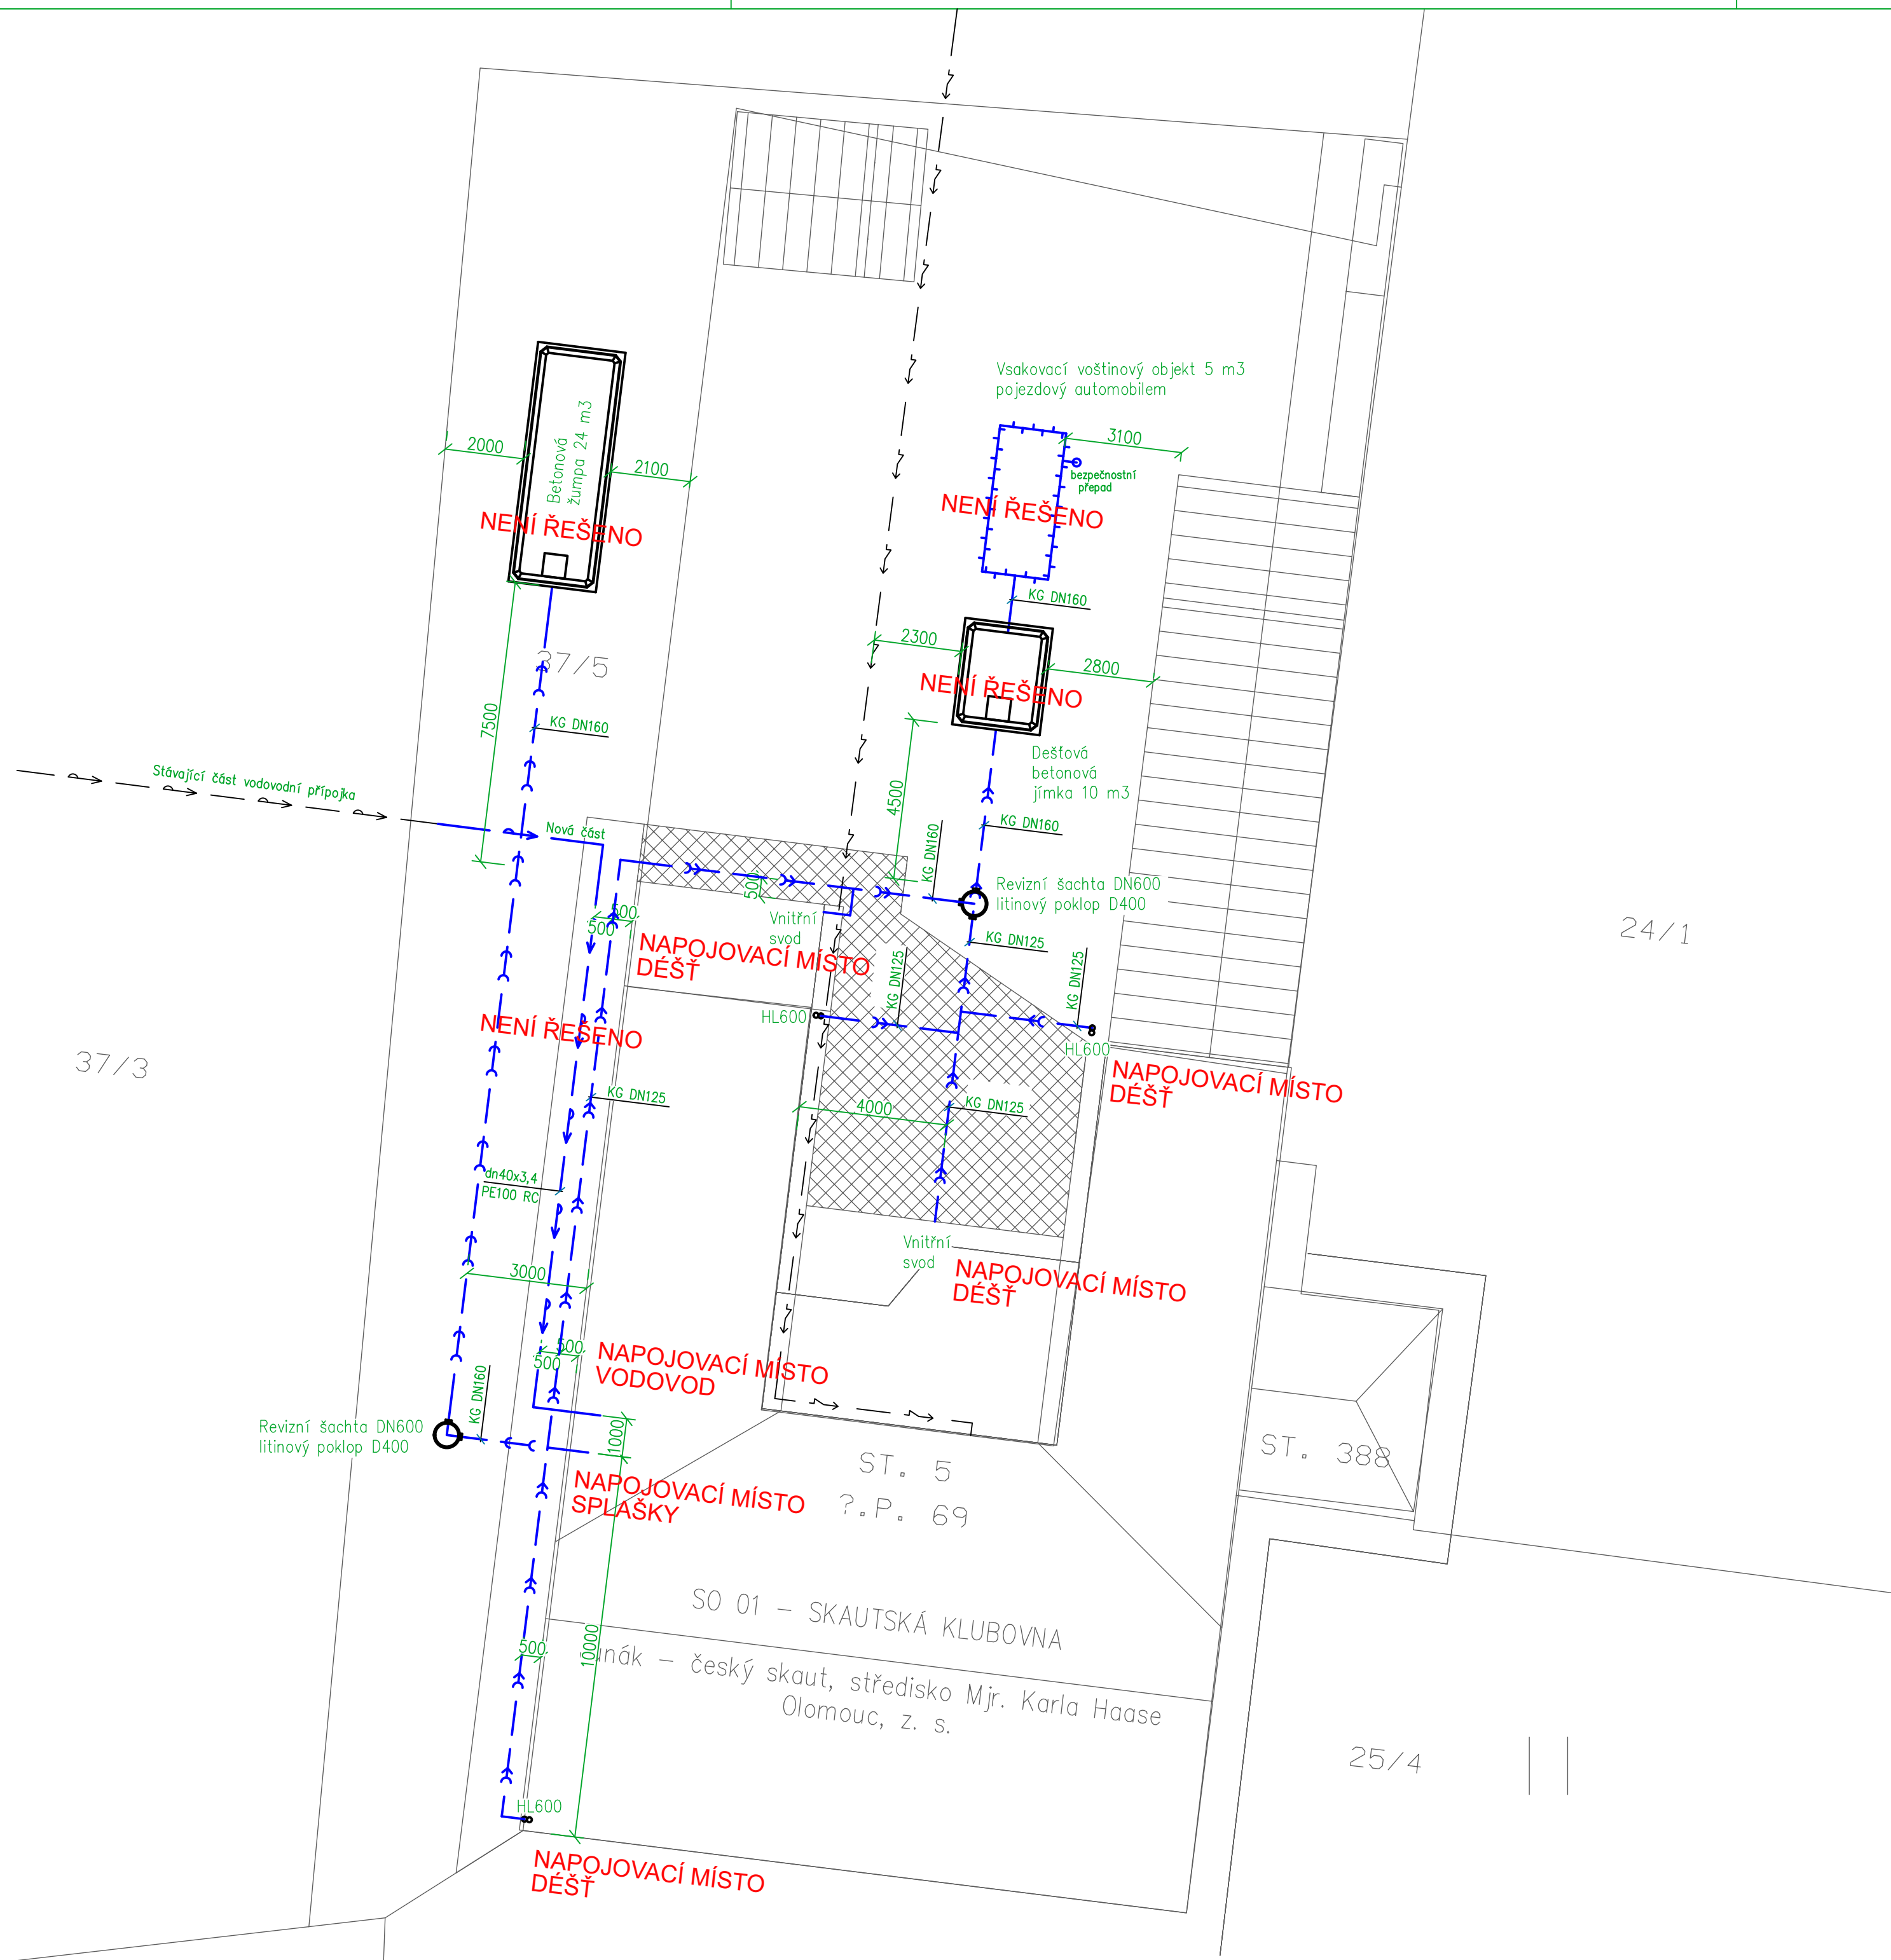 Vsakovací voštinový objekt 5 m3
pojezdový automobilem
Betonová
žumpa 24 m3
2000
2100
3100
bezpečnostní
přepad
NENÍ ŘEŠENO
NENÍ ŘEŠENO
KG DN160
2300
2800
37/5
NENÍ ŘEŠENO
7500
KG DN160
Dešťová
betonová
jímka 10 m3
4500
Stávající část vodovodní přípojka
Nová část
KG DN160
KG DN160
500
Revizní šachta DN600
litinový poklop D400
500
500
Vnitřní
svod
KG DN125
24/1
NAPOJOVACÍ MÍSTO
DÉŠŤ
KG DN125
KG DN125
HL600
NENÍ ŘEŠENO
HL600
37/3
NAPOJOVACÍ MÍSTO
DÉŠŤ
KG DN125
4000
KG DN125
dn40x3,4
PE100 RC
Vnitřní
svod
NAPOJOVACÍ MÍSTO
DÉŠŤ
3000
500
500
NAPOJOVACÍ MÍSTO
VODOVOD
KG DN160
Revizní šachta DN600
litinový poklop D400
1000
ST. 5
?.P. 69
ST. 388
NAPOJOVACÍ MÍSTO
SPLAŠKY
SO 01 – SKAUTSKÁ KLUBOVNA
10000
500
český skaut, středisko Mjr. Karla Haase
Olomouc, z. s.
25/4
HL600
NAPOJOVACÍ MÍSTO
DÉŠŤ